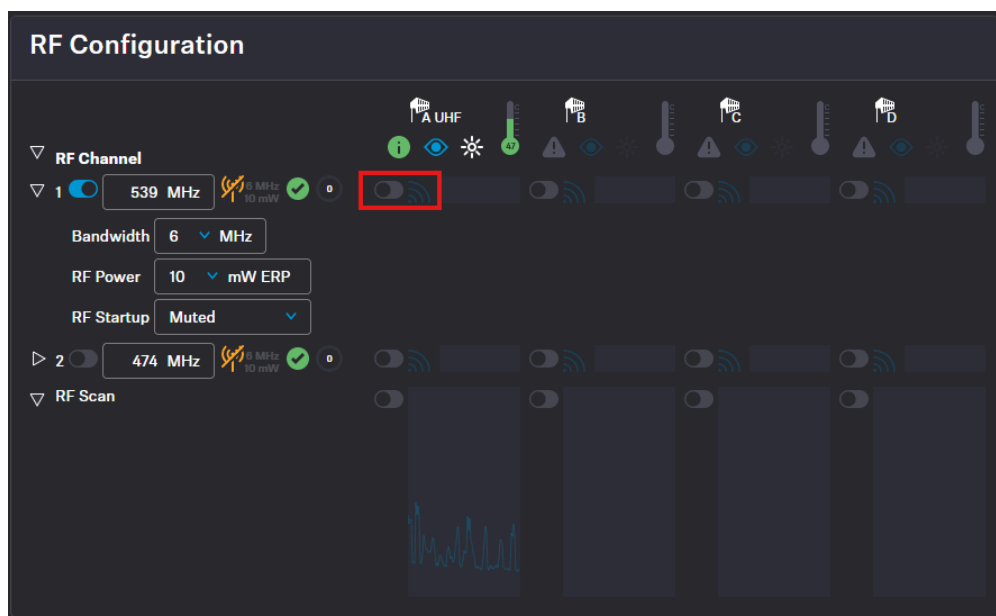 RF Configuration
A UHF B C D
47
RF Channel
1 539 MHz 6 MHz 10 mW 0
Bandwidth 6 MHz
RF Power 10 mW ERP
RF Startup Muted
2 474 MHz 6 MHz 10 mW 0
RF Scan